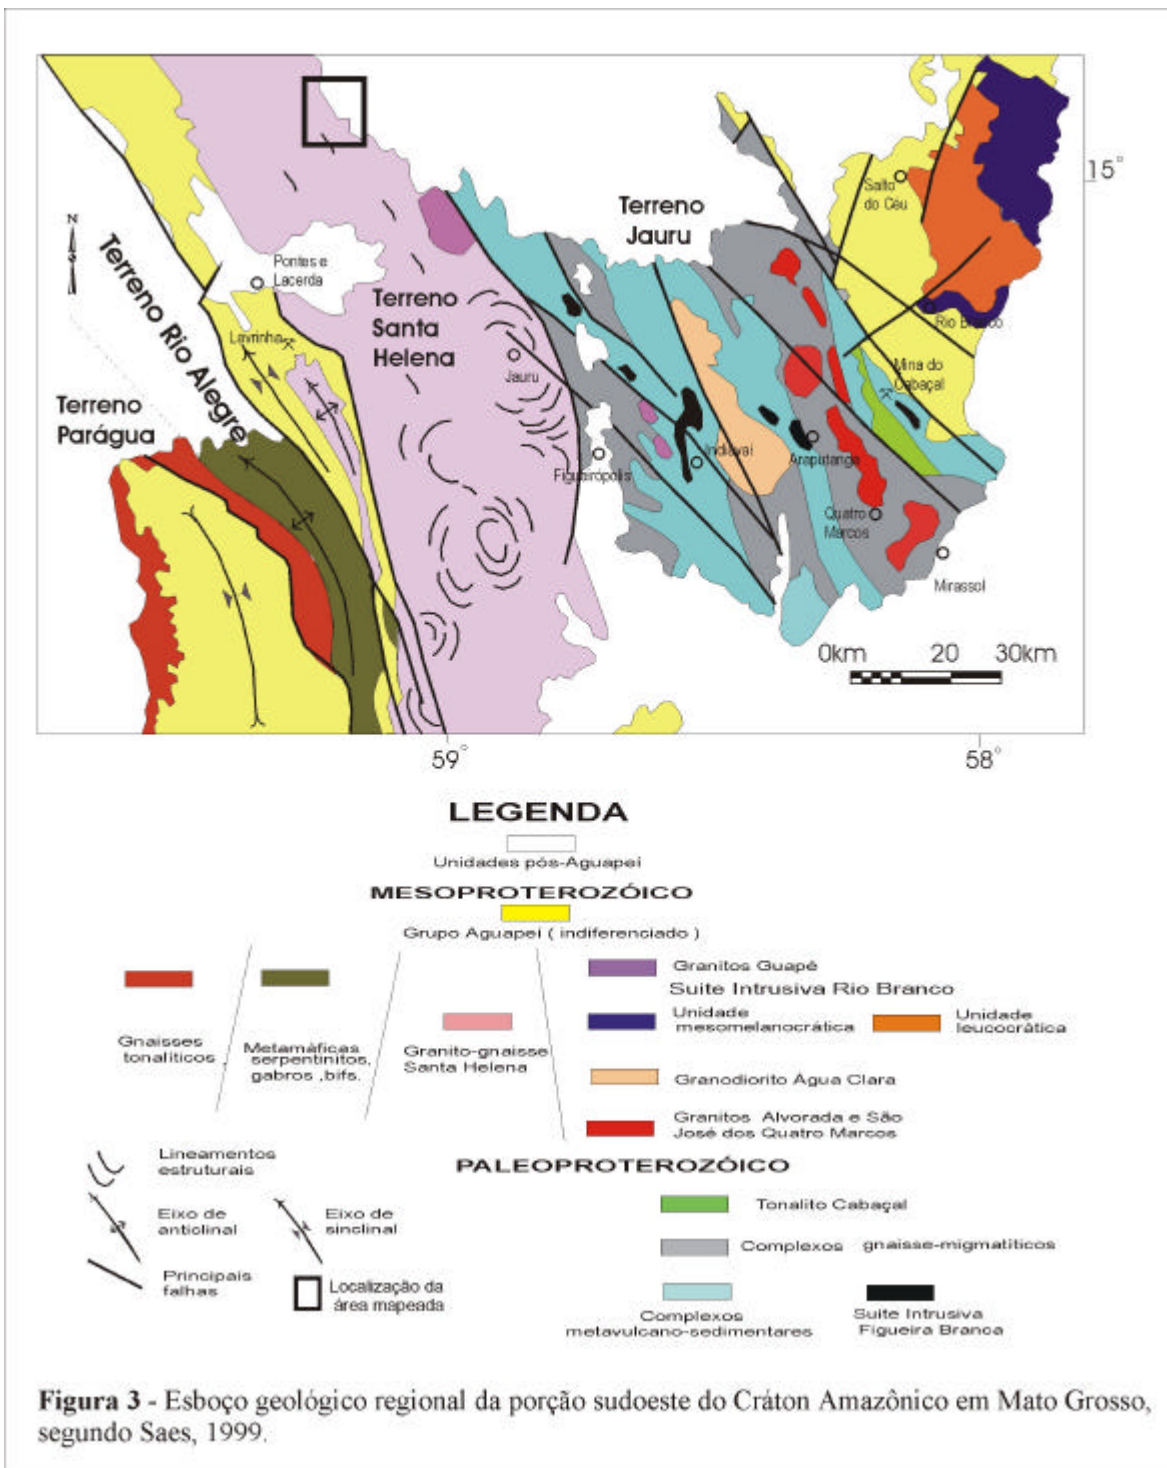 15°
Salto
do Céu
Terreno
Jauru
N
S
Pontes e
Lacerda
Terreno Rio Alegre
Terreno
Santa
Helena
Rio Branco
Lavrinha
Jauru
Mina do
Cabaçal
Terreno
Parágua
Figueirópolis
Indiavaí
Araputanga
Quatro
Marcos
Mirassol
0km 20 30km
59° 58°
LEGENDA
Unidades pós-Aguapeí
MESOPROTEROZÓICO
Grupo Aguapeí ( indiferenciado )
Granitos Guapé
Suite Intrusiva Rio Branco
Unidade
mesomelanocrática
Unidade
leucocrática
Gnaisses
tonalíticos
Metamáficas
serpentinitos,
gabros ,bifs.
Granito-gnaisse
Santa Helena
Granodiorito Água Clara
Granitos Alvorada e São
José dos Quatro Marcos
PALEOPROTEROZÓICO
Lineamentos
estruturais
Eixo de
anticlinal
Eixo de
sinclinal
Principais
falhas
Localização da
área mapeada
Tonalito Cabaçal
Complexos gnaisse-migmatíticos
Complexos
metavulcano-sedimentares
Suite Intrusiva
Figueira Branca
Figura 3 - Esboço geológico regional da porção sudoeste do Cráton Amazônico em Mato Grosso,
segundo Saes, 1999.